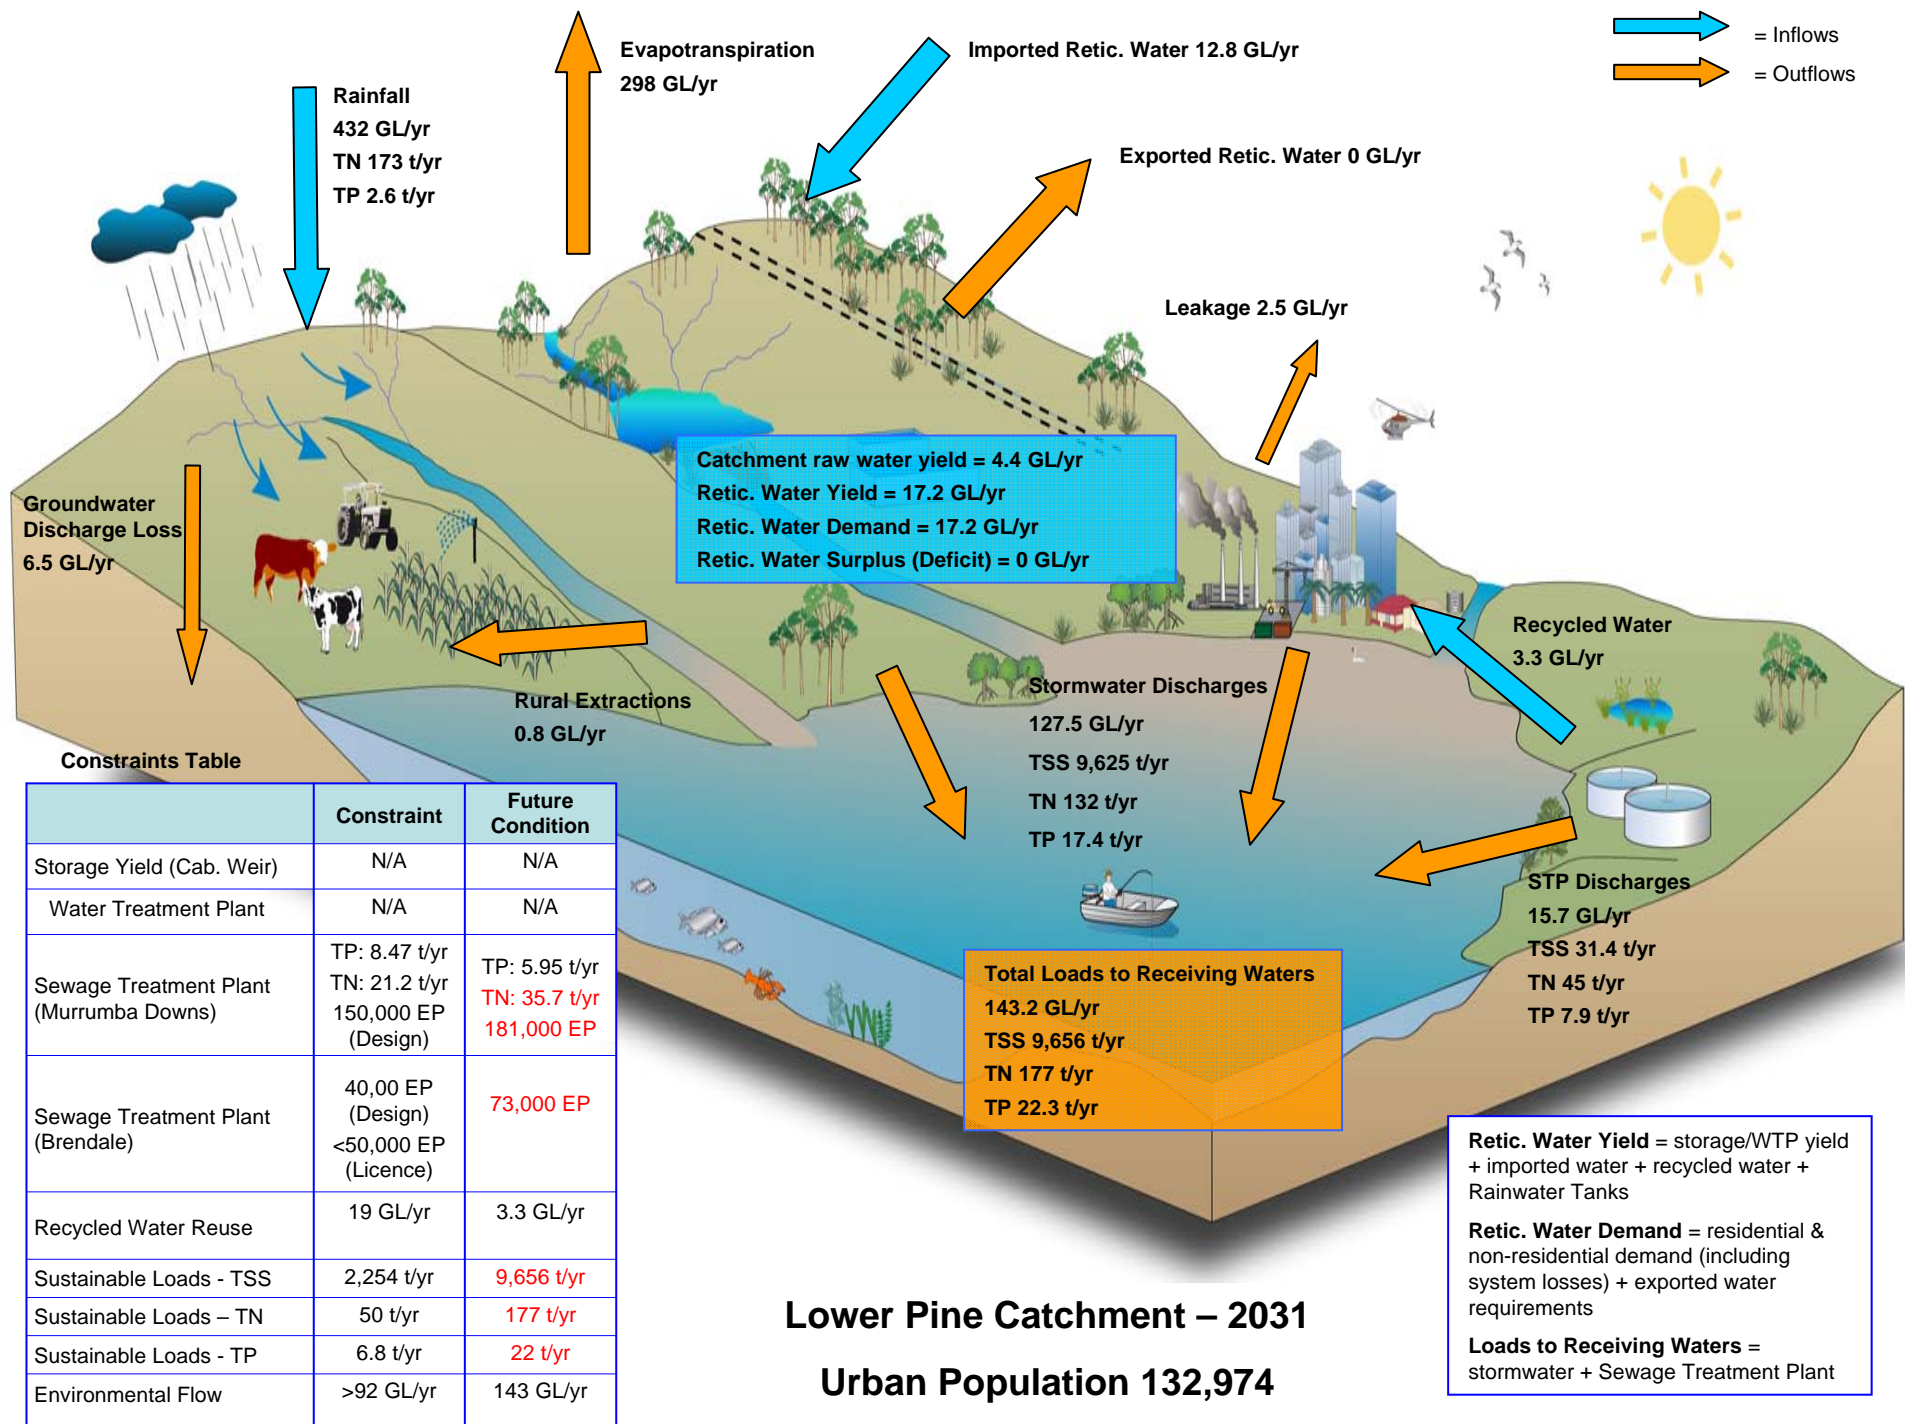 Evapotranspiration
298 GL/yr
Imported Retic. Water 12.8 GL/yr
= Inflows
= Outflows
Rainfall
432 GL/yr
TN 173 t/yr
TP 2.6 t/yr
Exported Retic. Water 0 GL/yr
Leakage 2.5 GL/yr
Catchment raw water yield = 4.4 GL/yr
Retic. Water Yield = 17.2 GL/yr
Retic. Water Demand = 17.2 GL/yr
Retic. Water Surplus (Deficit) = 0 GL/yr
Groundwater
Discharge Loss
6.5 GL/yr
Recycled Water
3.3 GL/yr
Rural Extractions
0.8 GL/yr
Stormwater Discharges
127.5 GL/yr
TSS 9,625 t/yr
TN 132 t/yr
TP 17.4 t/yr
STP Discharges
15.7 GL/yr
TSS 31.4 t/yr
TN 45 t/yr
TP 7.9 t/yr
Total Loads to Receiving Waters
143.2 GL/yr
TSS 9,656 t/yr
TN 177 t/yr
TP 22.3 t/yr
Constraints Table
Constraint
Future
Condition
Storage Yield (Cab. Weir)
N/A
N/A
Water Treatment Plant
N/A
N/A
Sewage Treatment Plant
(Murrumba Downs)
TP: 8.47 t/yr
TN: 21.2 t/yr
150,000 EP
(Design)
TP: 5.95 t/yr
TN: 35.7 t/yr
181,000 EP
Sewage Treatment Plant
(Brendale)
40,00 EP
(Design)
<50,000 EP
(Licence)
73,000 EP
Recycled Water Reuse
19 GL/yr
3.3 GL/yr
Sustainable Loads - TSS
2,254 t/yr
9,656 t/yr
Sustainable Loads – TN
50 t/yr
177 t/yr
Sustainable Loads - TP
6.8 t/yr
22 t/yr
Environmental Flow
>92 GL/yr
143 GL/yr
Lower Pine Catchment – 2031
Urban Population 132,974
Retic. Water Yield = storage/WTP yield
+ imported water + recycled water +
Rainwater Tanks
Retic. Water Demand = residential &
non-residential demand (including
system losses) + exported water
requirements
Loads to Receiving Waters =
stormwater + Sewage Treatment Plant